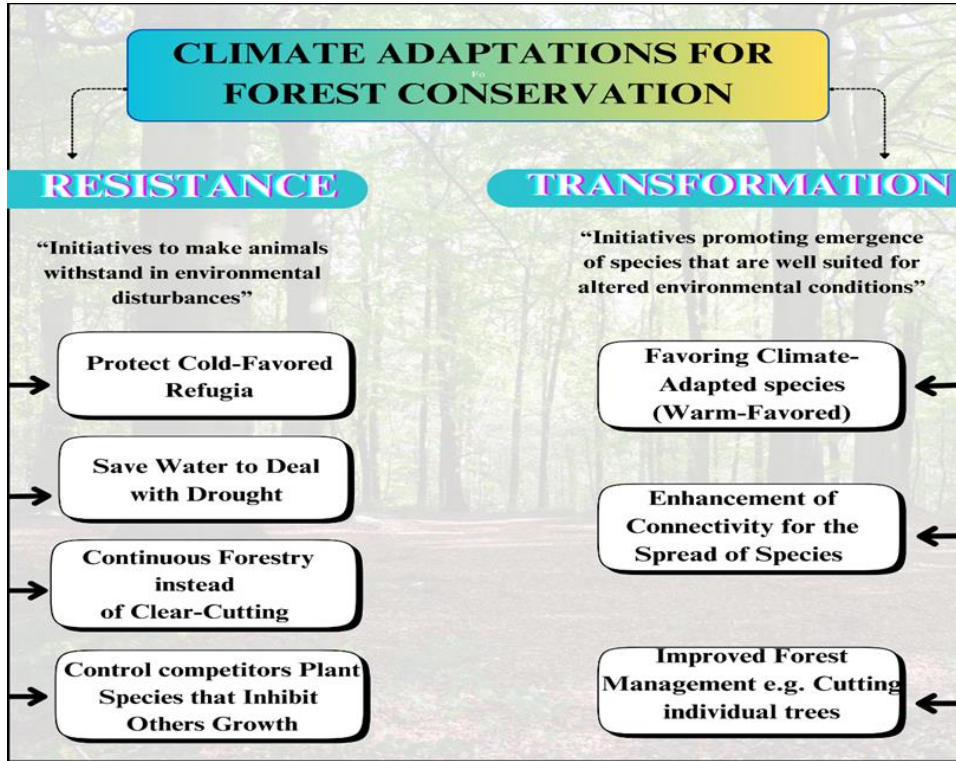 CLIMATE ADAPTATIONS FOR
Fo
FOREST CONSERVATION
RESISTANCE
“Initiatives to make animals
withstand in environmental
disturbances”
Protect Cold-Favored
Refugia
Save Water to Deal
with Drought
Continuous Forestry
instead
of Clear-Cutting
Control competitors Plant
Species that Inhibit
Others Growth
TRANSFORMATION
“Initiatives promoting emergence
of species that are well suited for
altered environmental conditions”
Favoring Climate-
Adapted species
(Warm-Favored)
Enhancement of
Connectivity for the
Spread of Species
Improved Forest
Management e.g. Cutting
individual trees